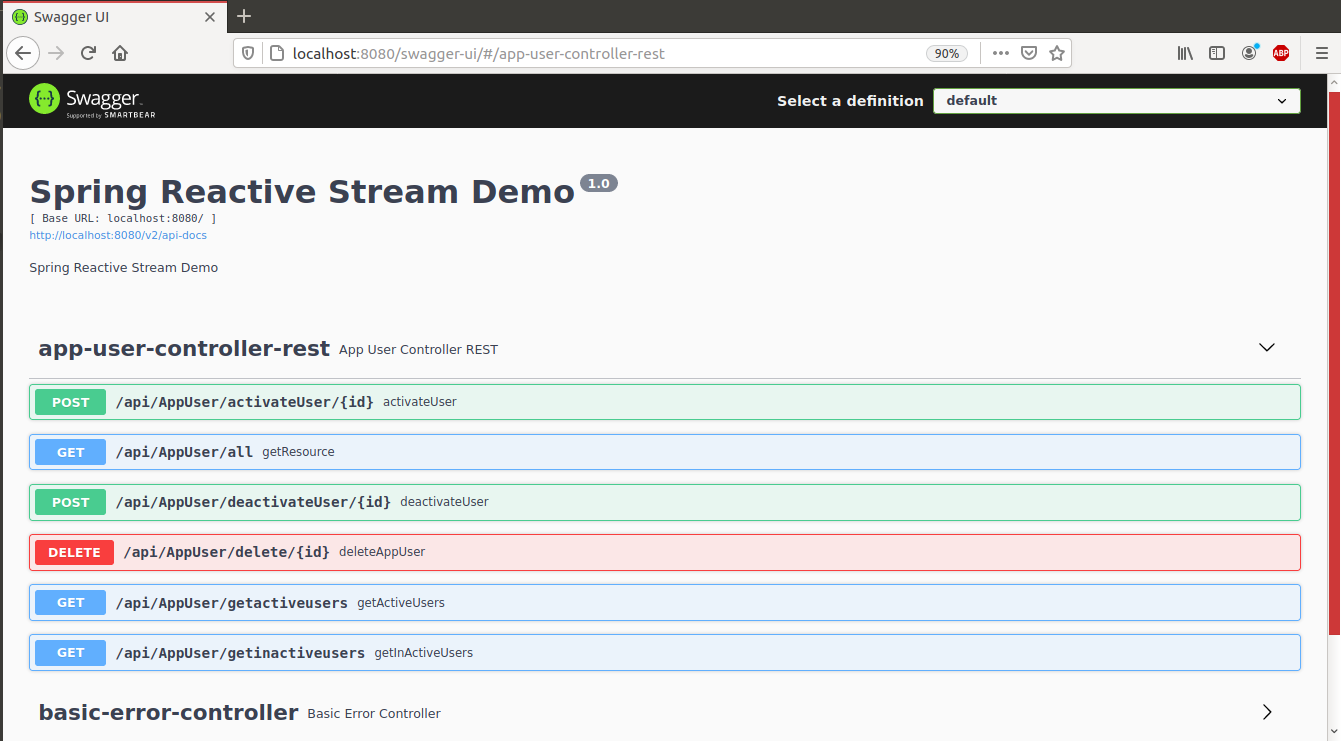 Swagger UI
localhost:8080/swagger-ui/#/app-user-controller-rest 90% ABP
Swagger
Supported by SMARTBEAR
Select a definition default
Spring Reactive Stream Demo 1.0
[ Base URL: localhost:8080/ ]
http://localhost:8080/v2/api-docs
Spring Reactive Stream Demo
app-user-controller-rest App User Controller REST
POST /api/AppUser/activateUser/{id} activateUser
GET /api/AppUser/all getResource
POST /api/AppUser/deactivateUser/{id} deactivateUser
DELETE /api/AppUser/delete/{id} deleteAppUser
GET /api/AppUser/getactiveusers getActiveUsers
GET /api/AppUser/getinactiveusers getInActiveUsers
basic-error-controller Basic Error Controller